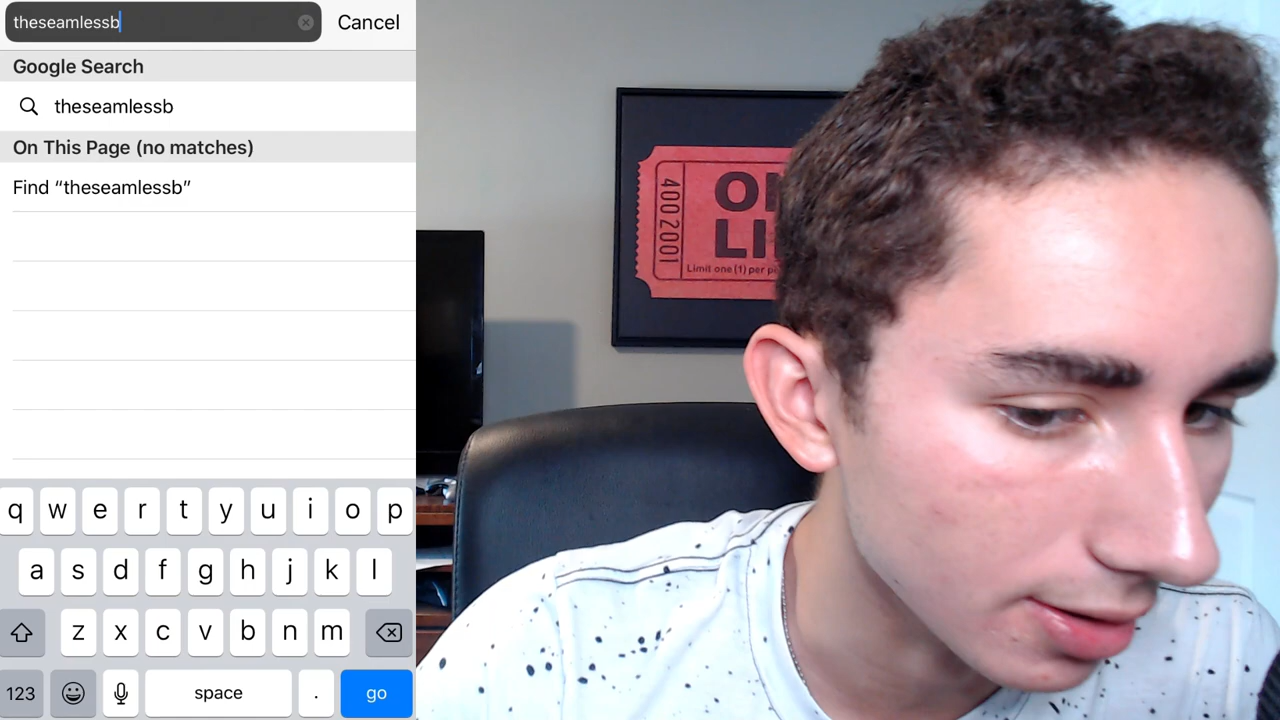 theseamlessb
Cancel
Google Search
theseamlessb
On This Page (no matches)
Find “theseamlessb”
q w e r t y u i o p
a s d f g h j k l
z x c v b n m
123 space . go
400 2001
LI
Limit one (1) per